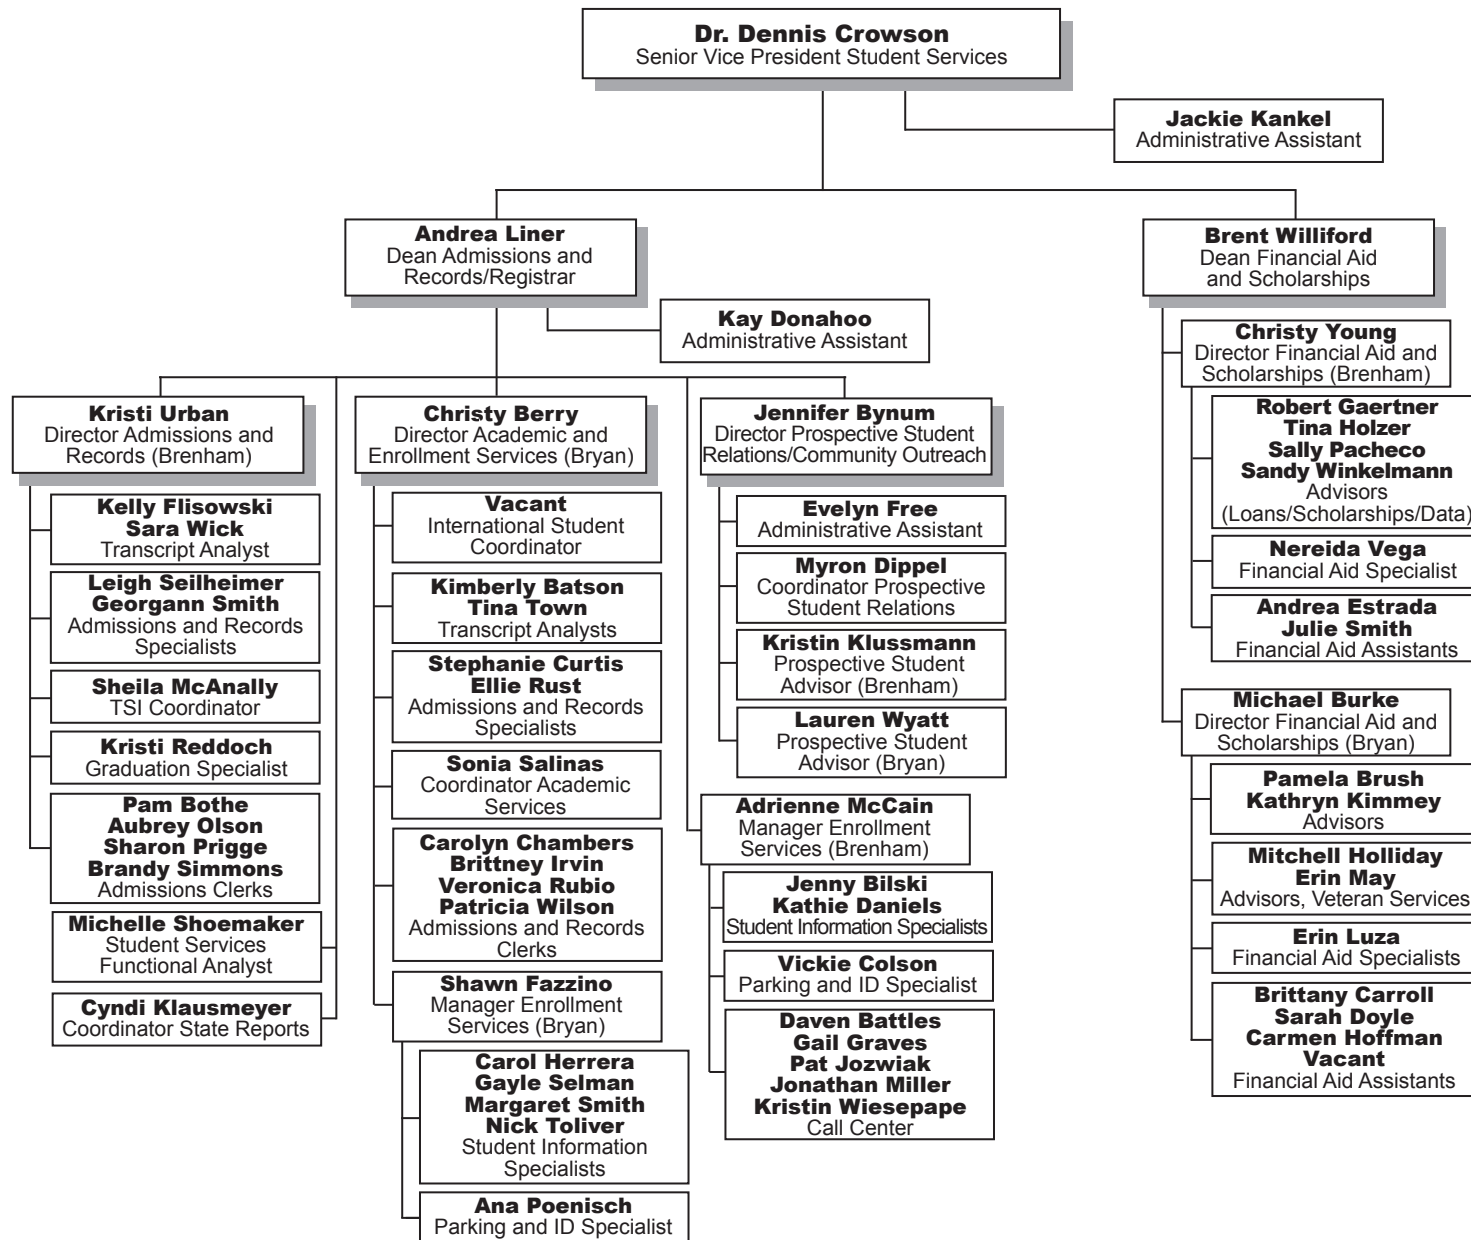 Dr. Dennis Crowson
Senior Vice President Student Services
Jackie Kankel
Administrative Assistant
Andrea Liner
Dean Admissions and
Records/Registrar
Kay Donahoo
Administrative Assistant
Kristi Urban
Director Admissions and
Records (Brenham)
Kelly Flisowski
Sara Wick
Transcript Analyst
Leigh Seilheimer
Georgann Smith
Admissions and Records
Specialists
Sheila McAnally
TSI Coordinator
Kristi Reddoch
Graduation Specialist
Pam Bothe
Aubrey Olson
Sharon Prigge
Brandy Simmons
Admissions Clerks
Michelle Shoemaker
Student Services
Functional Analyst
Cyndi Klausmeyer
Coordinator State Reports
Christy Berry
Director Academic and
Enrollment Services (Bryan)
Vacant
International Student
Coordinator
Kimberly Batson
Tina Town
Transcript Analysts
Stephanie Curtis
Ellie Rust
Admissions and Records
Specialists
Sonia Salinas
Coordinator Academic
Services
Carolyn Chambers
Brittney Irvin
Veronica Rubio
Patricia Wilson
Admissions and Records
Clerks
Shawn Fazzino
Manager Enrollment
Services (Bryan)
Carol Herrera
Gayle Selman
Margaret Smith
Nick Toliver
Student Information
Specialists
Ana Poenisch
Parking and ID Specialist
Jennifer Bynum
Director Prospective Student
Relations/Community Outreach
Evelyn Free
Administrative Assistant
Myron Dippel
Coordinator Prospective
Student Relations
Kristin Klussmann
Prospective Student
Advisor (Brenham)
Lauren Wyatt
Prospective Student
Advisor (Bryan)
Adrienne McCain
Manager Enrollment
Services (Brenham)
Jenny Bilski
Kathie Daniels
Student Information Specialists
Vickie Colson
Parking and ID Specialist
Daven Battles
Gail Graves
Pat Jozwiak
Jonathan Miller
Kristin Wiesepape
Call Center
Brent Williford
Dean Financial Aid
and Scholarships
Christy Young
Director Financial Aid and
Scholarships (Brenham)
Robert Gaertner
Tina Holzer
Sally Pacheco
Sandy Winkelmann
Advisors
(Loans/Scholarships/Data)
Nereida Vega
Financial Aid Specialist
Andrea Estrada
Julie Smith
Financial Aid Assistants
Michael Burke
Director Financial Aid and
Scholarships (Bryan)
Pamela Brush
Kathryn Kimmey
Advisors
Mitchell Holliday
Erin May
Advisors, Veteran Services
Erin Luza
Financial Aid Specialists
Brittany Carroll
Sarah Doyle
Carmen Hoffman
Vacant
Financial Aid Assistants